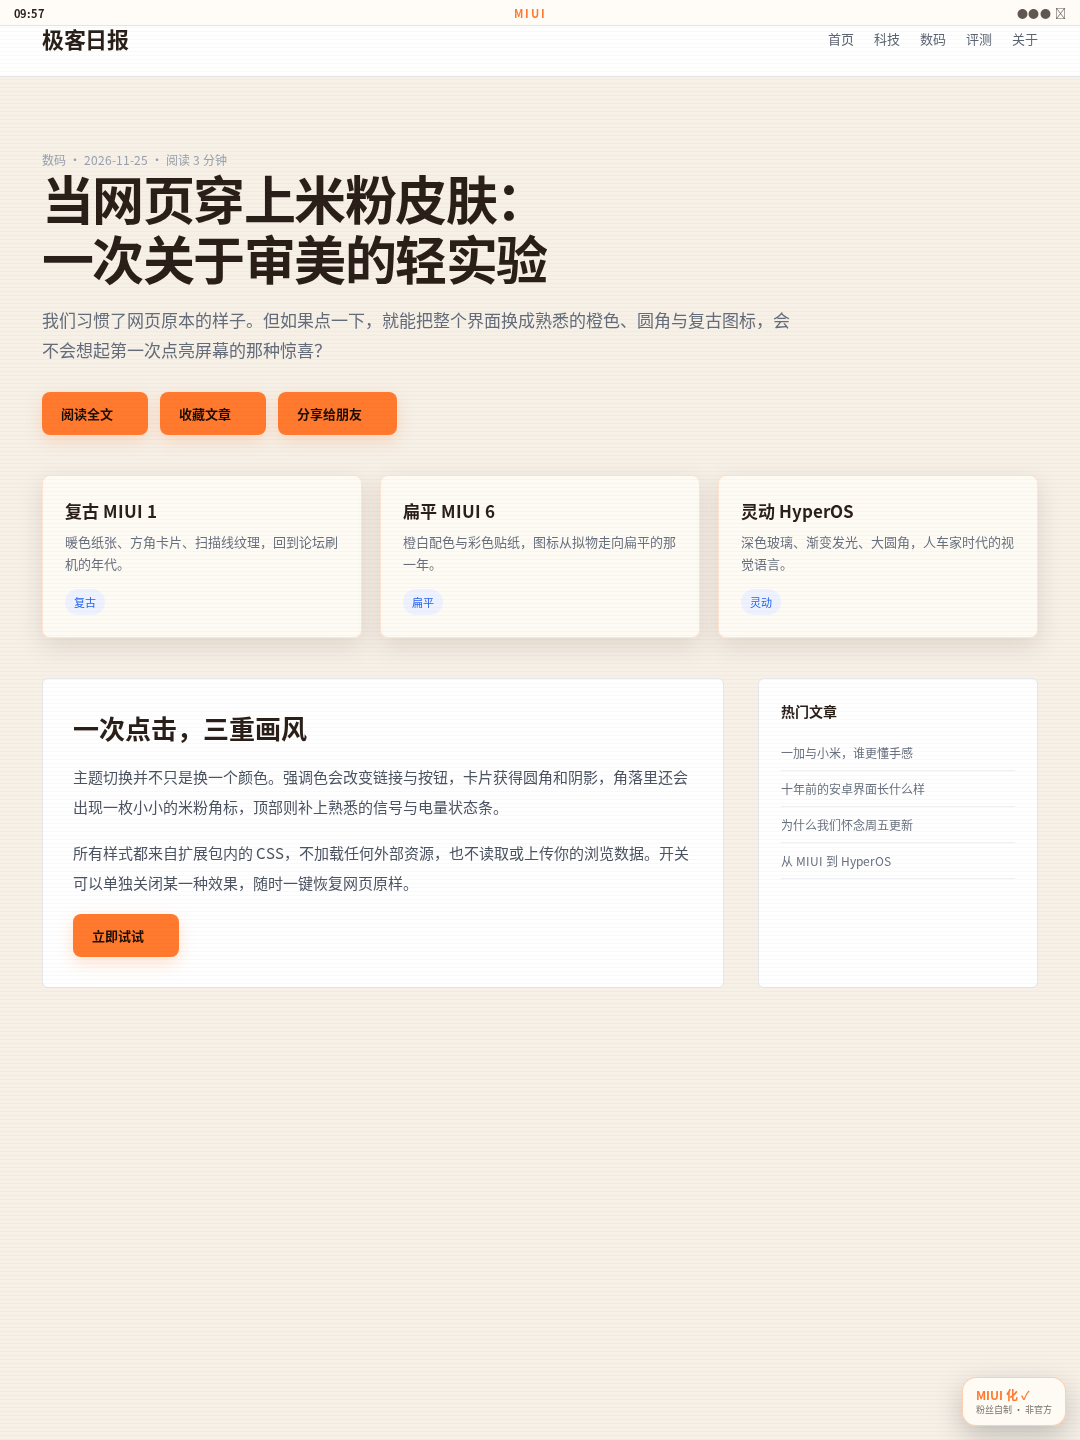 09:57
MIUI
极客日报
首页 科技 数码 评测 关于
数码 · 2026-11-25 · 阅读 3 分钟
当网页穿上米粉皮肤：
一次关于审美的轻实验
我们习惯了网页原本的样子。但如果点一下，就能把整个界面换成熟悉的橙色、圆角与复古图标，会
不会想起第一次点亮屏幕的那种惊喜？
阅读全文
收藏文章
分享给朋友
复古 MIUI 1
暖色纸张、方角卡片、扫描线纹理，回到论坛刷
机的年代。
复古
扁平 MIUI 6
橙白配色与彩色贴纸，图标从拟物走向扁平的那
一年。
扁平
灵动 HyperOS
深色玻璃、渐变发光、大圆角，人车家时代的视
觉语言。
灵动
一次点击，三重画风
主题切换并不只是换一个颜色。强调色会改变链接与按钮，卡片获得圆角和阴影，角落里还会
出现一枚小小的米粉角标，顶部则补上熟悉的信号与电量状态条。
所有样式都来自扩展包内的 CSS，不加载任何外部资源，也不读取或上传你的浏览数据。开关
可以单独关闭某一种效果，随时一键恢复网页原样。
立即试试
热门文章
一加与小米，谁更懂手感
十年前的安卓界面长什么样
为什么我们怀念周五更新
从 MIUI 到 HyperOS
MIUI 化 ✓
粉丝自制 · 非官方